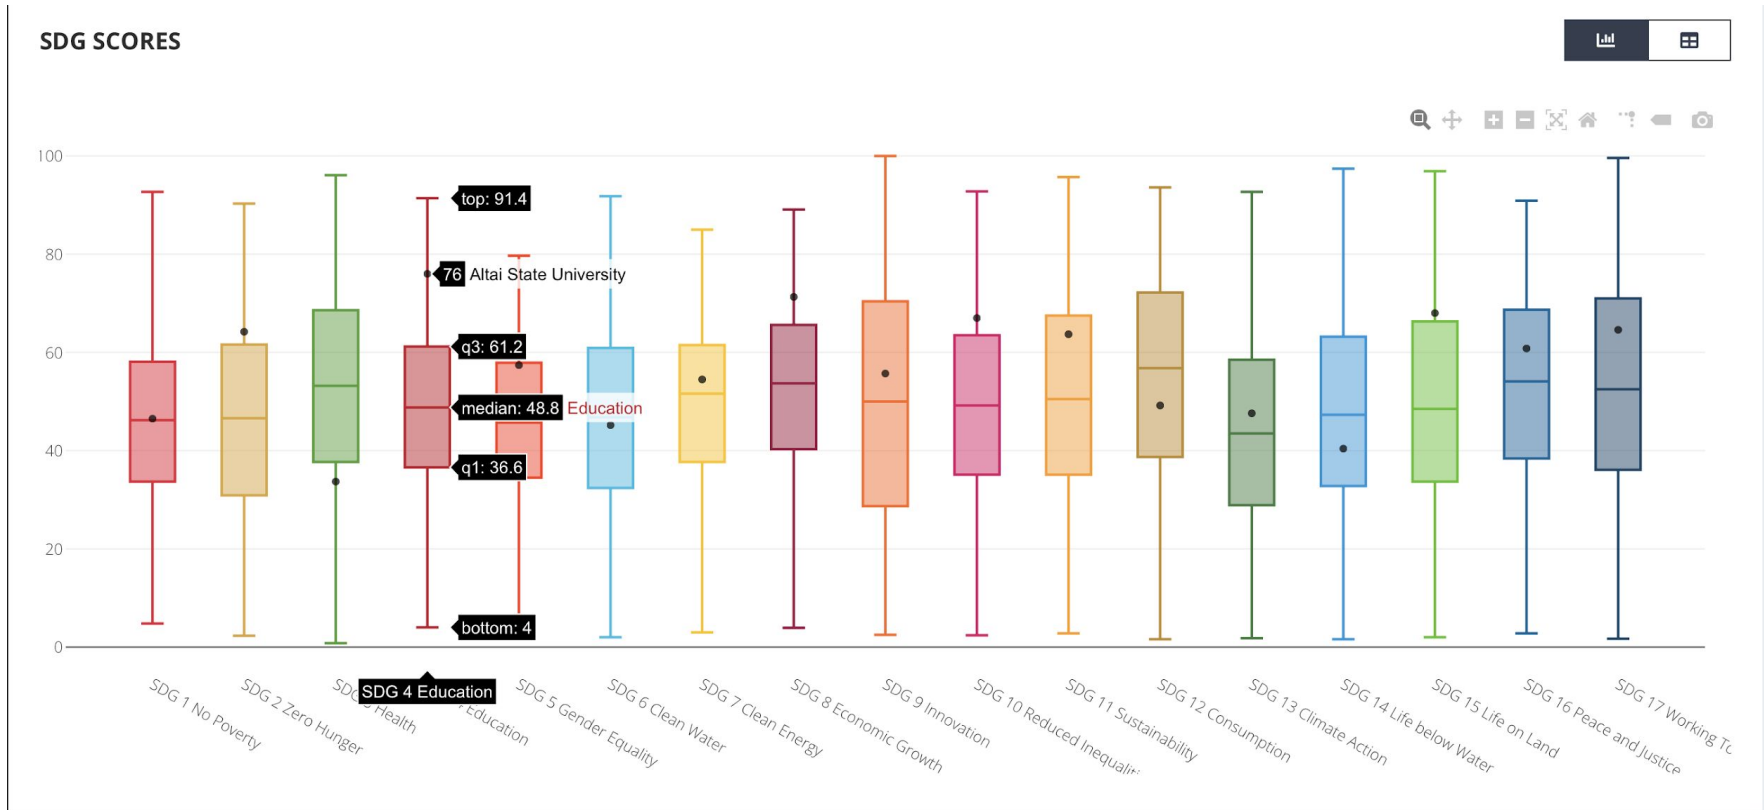 SDG SCORES
100
80
60
40
20
0
top: 91.4
76 Altai State University
q3: 61.2
median: 48.8 Education
q1: 36.6
bottom: 4
SDG 4 Education
SDG 1 No Poverty
SDG 2 Zero Hunger
SDG 3 Health
Education
SDG 5 Gender Equality
SDG 6 Clean Water
SDG 7 Clean Energy
SDG 8 Economic Growth
SDG 9 Innovation
SDG 10 Reduced Inequaliti
SDG 11 Sustainability
SDG 12 Consumption
SDG 13 Climate Action
SDG 14 Life below Water
SDG 15 Life on Land
SDG 16 Peace and Justice
SDG 17 Working To